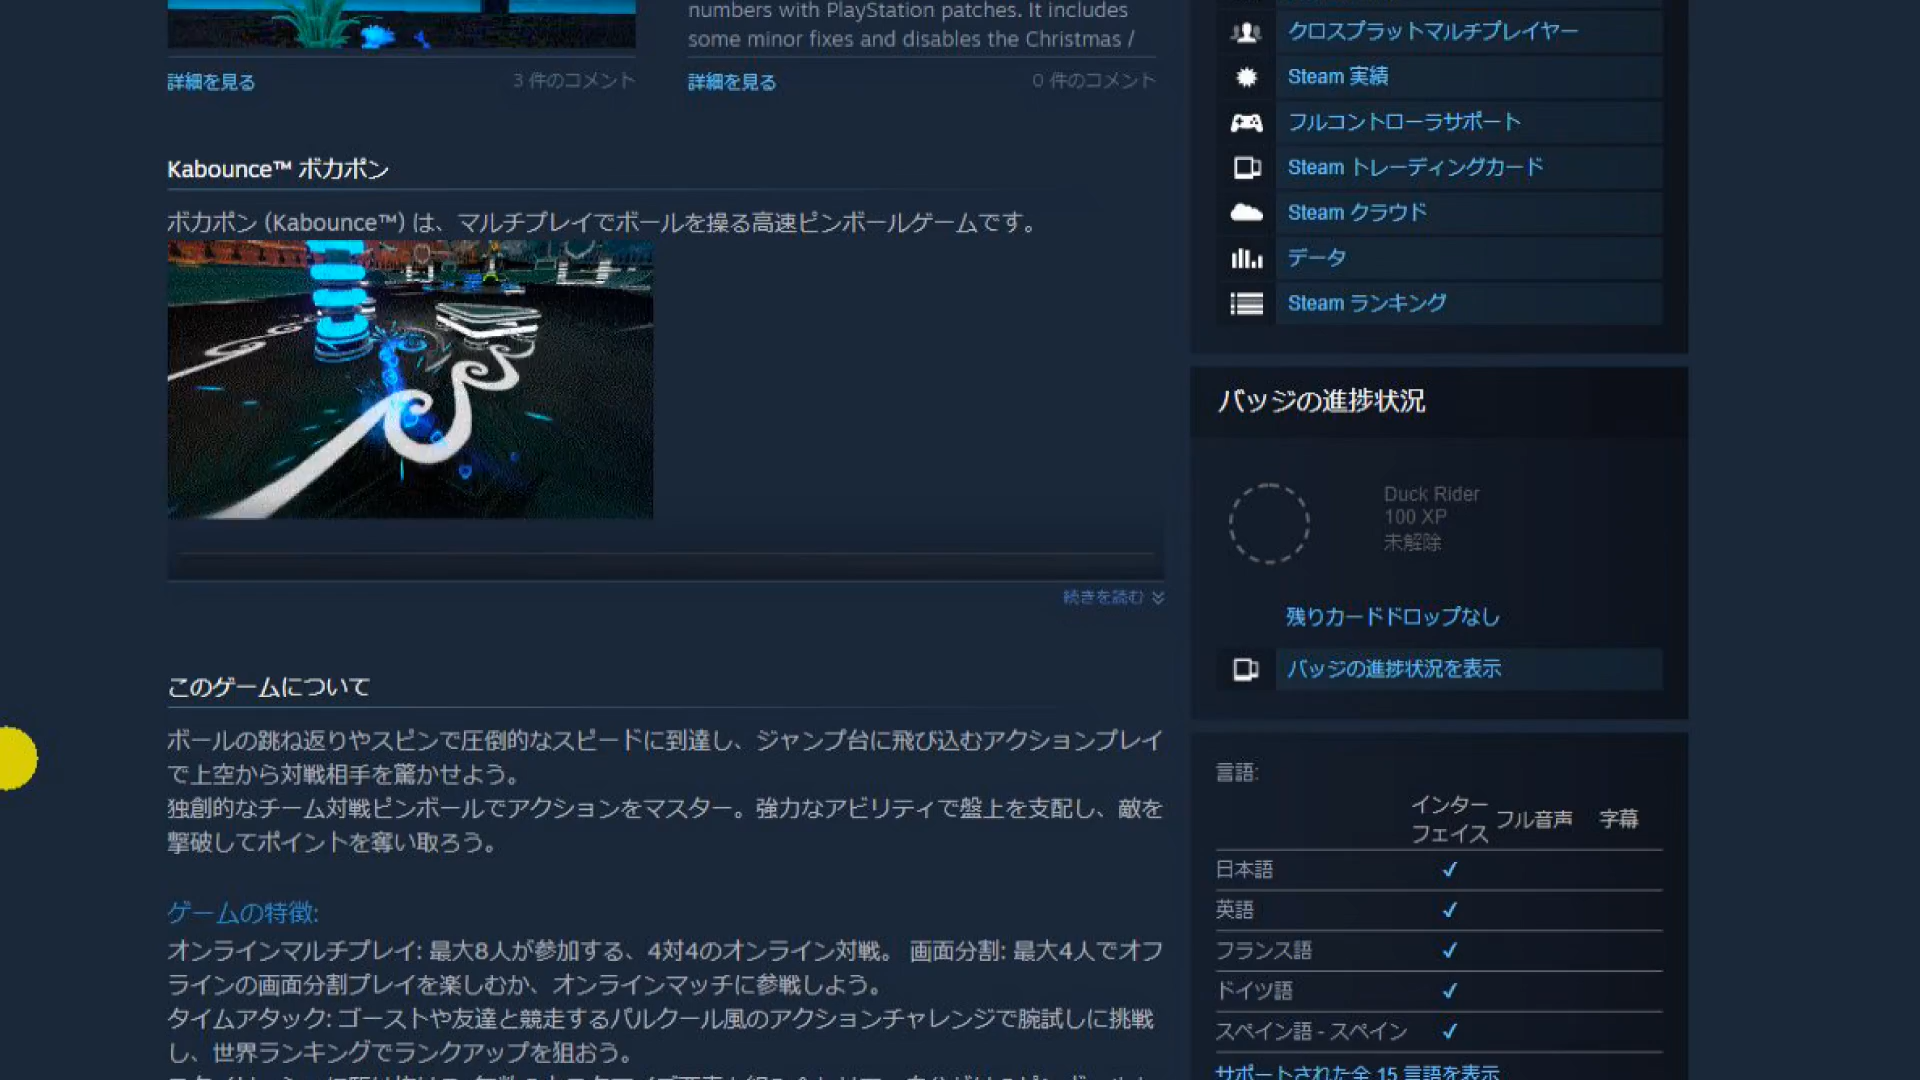 numbers with PlayStation patches. It includes
some minor fixes and disables the Christmas /
詳細を見る
3 件のコメント
詳細を見る
0 件のコメント
Kabounce™ ボカポン
ボカポン (Kabounce™) は、マルチプレイでボールを操る高速ピンボールゲームです。
続きを読む
このゲームについて
ボールの跳ね返りやスピンで圧倒的なスピードに到達し、ジャンプ台に飛び込むアクションプレイ
で上空から対戦相手を驚かせよう。
独創的なチーム対戦ピンボールでアクションをマスター。強力なアビリティで盤上を支配し、敵を
撃破してポイントを奪い取ろう。
ゲームの特徴:
オンラインマルチプレイ: 最大8人が参加する、4対4のオンライン対戦。 画面分割: 最大4人でオフ
ラインの画面分割プレイを楽しむか、オンラインマッチに参戦しよう。
タイムアタック: ゴーストや友達と競走するパルクール風のアクションチャレンジで腕試しに挑戦
し、世界ランキングでランクアップを狙おう。
クロスプラットマルチプレイヤー
Steam 実績
フルコントローラサポート
Steam トレーディングカード
Steam クラウド
データ
Steam ランキング
バッジの進捗状況
Duck Rider
100 XP
未解除
残りカードドロップなし
バッジの進捗状況を表示
言語:
インター
フェイス
フル音声
字幕
日本語 ✓
英語 ✓
フランス語 ✓
ドイツ語 ✓
スペイン語 - スペイン ✓
サポートされた全 15 言語を表示